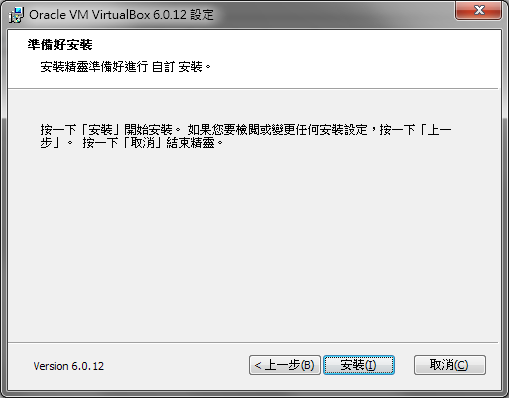 Oracle VM VirtualBox 6.0.12 設定
準備好安裝
安裝精靈準備好進行 自訂 安裝。
按一下「安裝」開始安裝。 如果您要檢閱或變更任何安裝設定，按一下「上一
步」。 按一下「取消」結束精靈。
Version 6.0.12
< 上一步(B)
安裝(I)
取消(C)